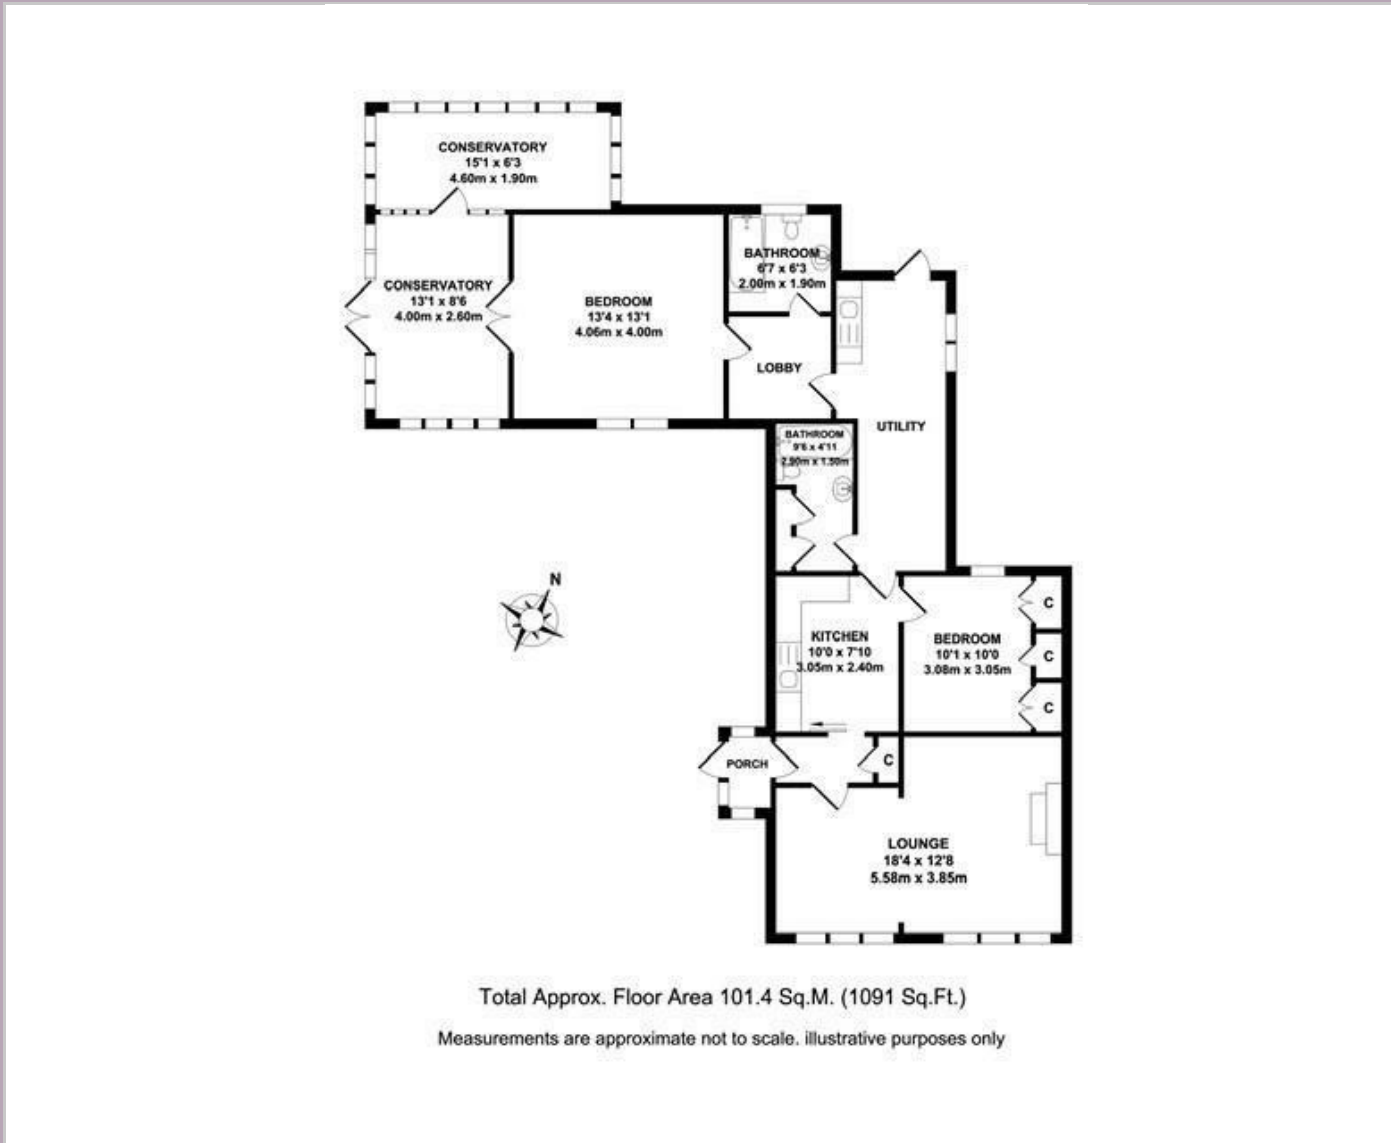 CONSERVATORY
15'1 x 6'3
4.60m x 1.90m
CONSERVATORY
13'1 x 8'6
4.00m x 2.60m
BEDROOM
13'4 x 13'1
4.06m x 4.00m
BATHROOM
6'7 x 6'3
2.00m x 1.90m
LOBBY
UTILITY
BATHROOM
9'6 x 4'11
2.90m x 1.50m
N
KITCHEN
10'0 x 7'10
3.05m x 2.40m
BEDROOM
10'1 x 10'0
3.08m x 3.05m
C
C
C
PORCH
C
LOUNGE
18'4 x 12'8
5.58m x 3.85m
Total Approx. Floor Area 101.4 Sq.M. (1091 Sq.Ft.)
Measurements are approximate not to scale. illustrative purposes only